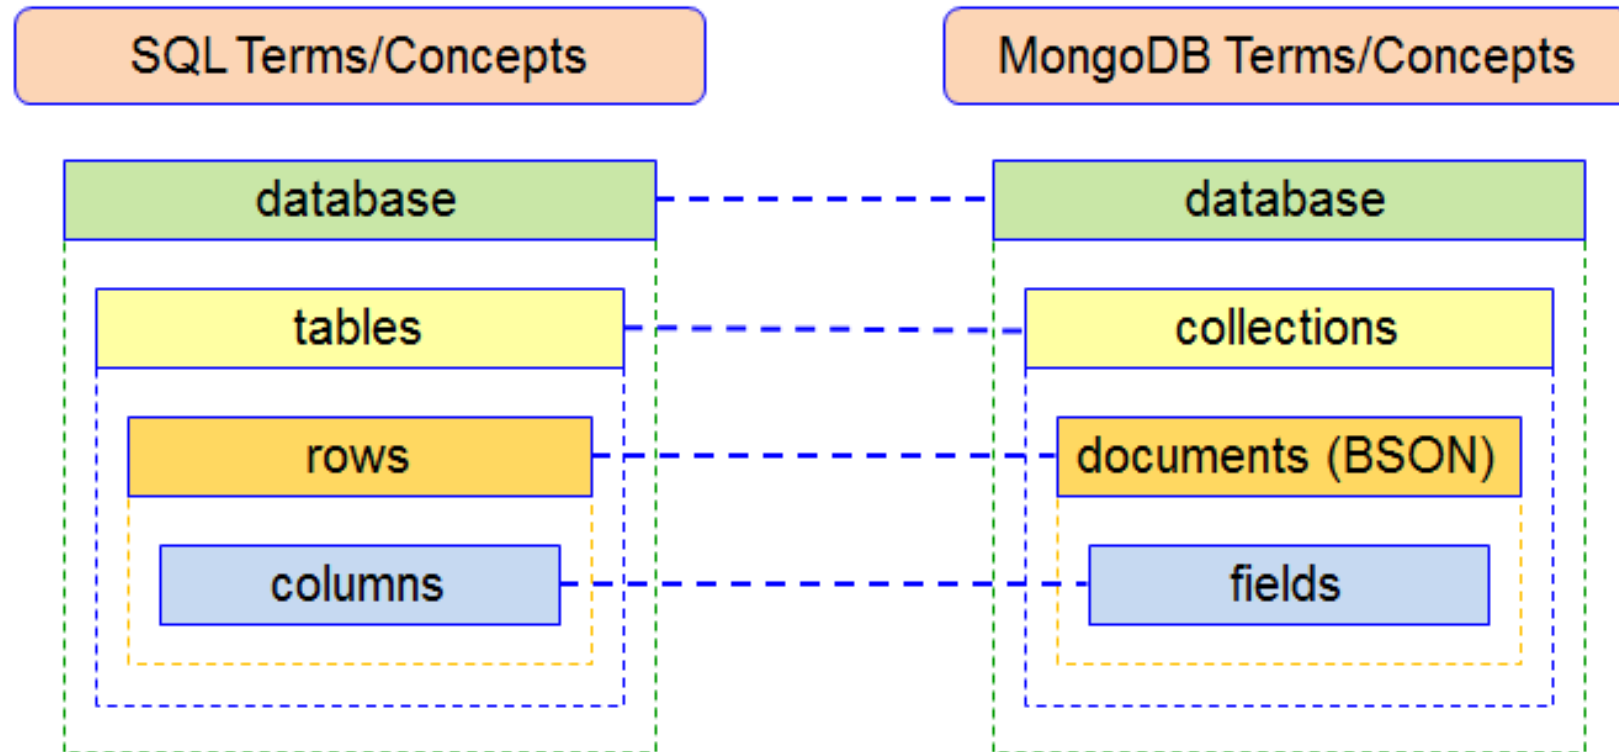 SQL Terms/Concepts
MongoDB Terms/Concepts
database
database
tables
collections
rows
documents (BSON)
columns
fields